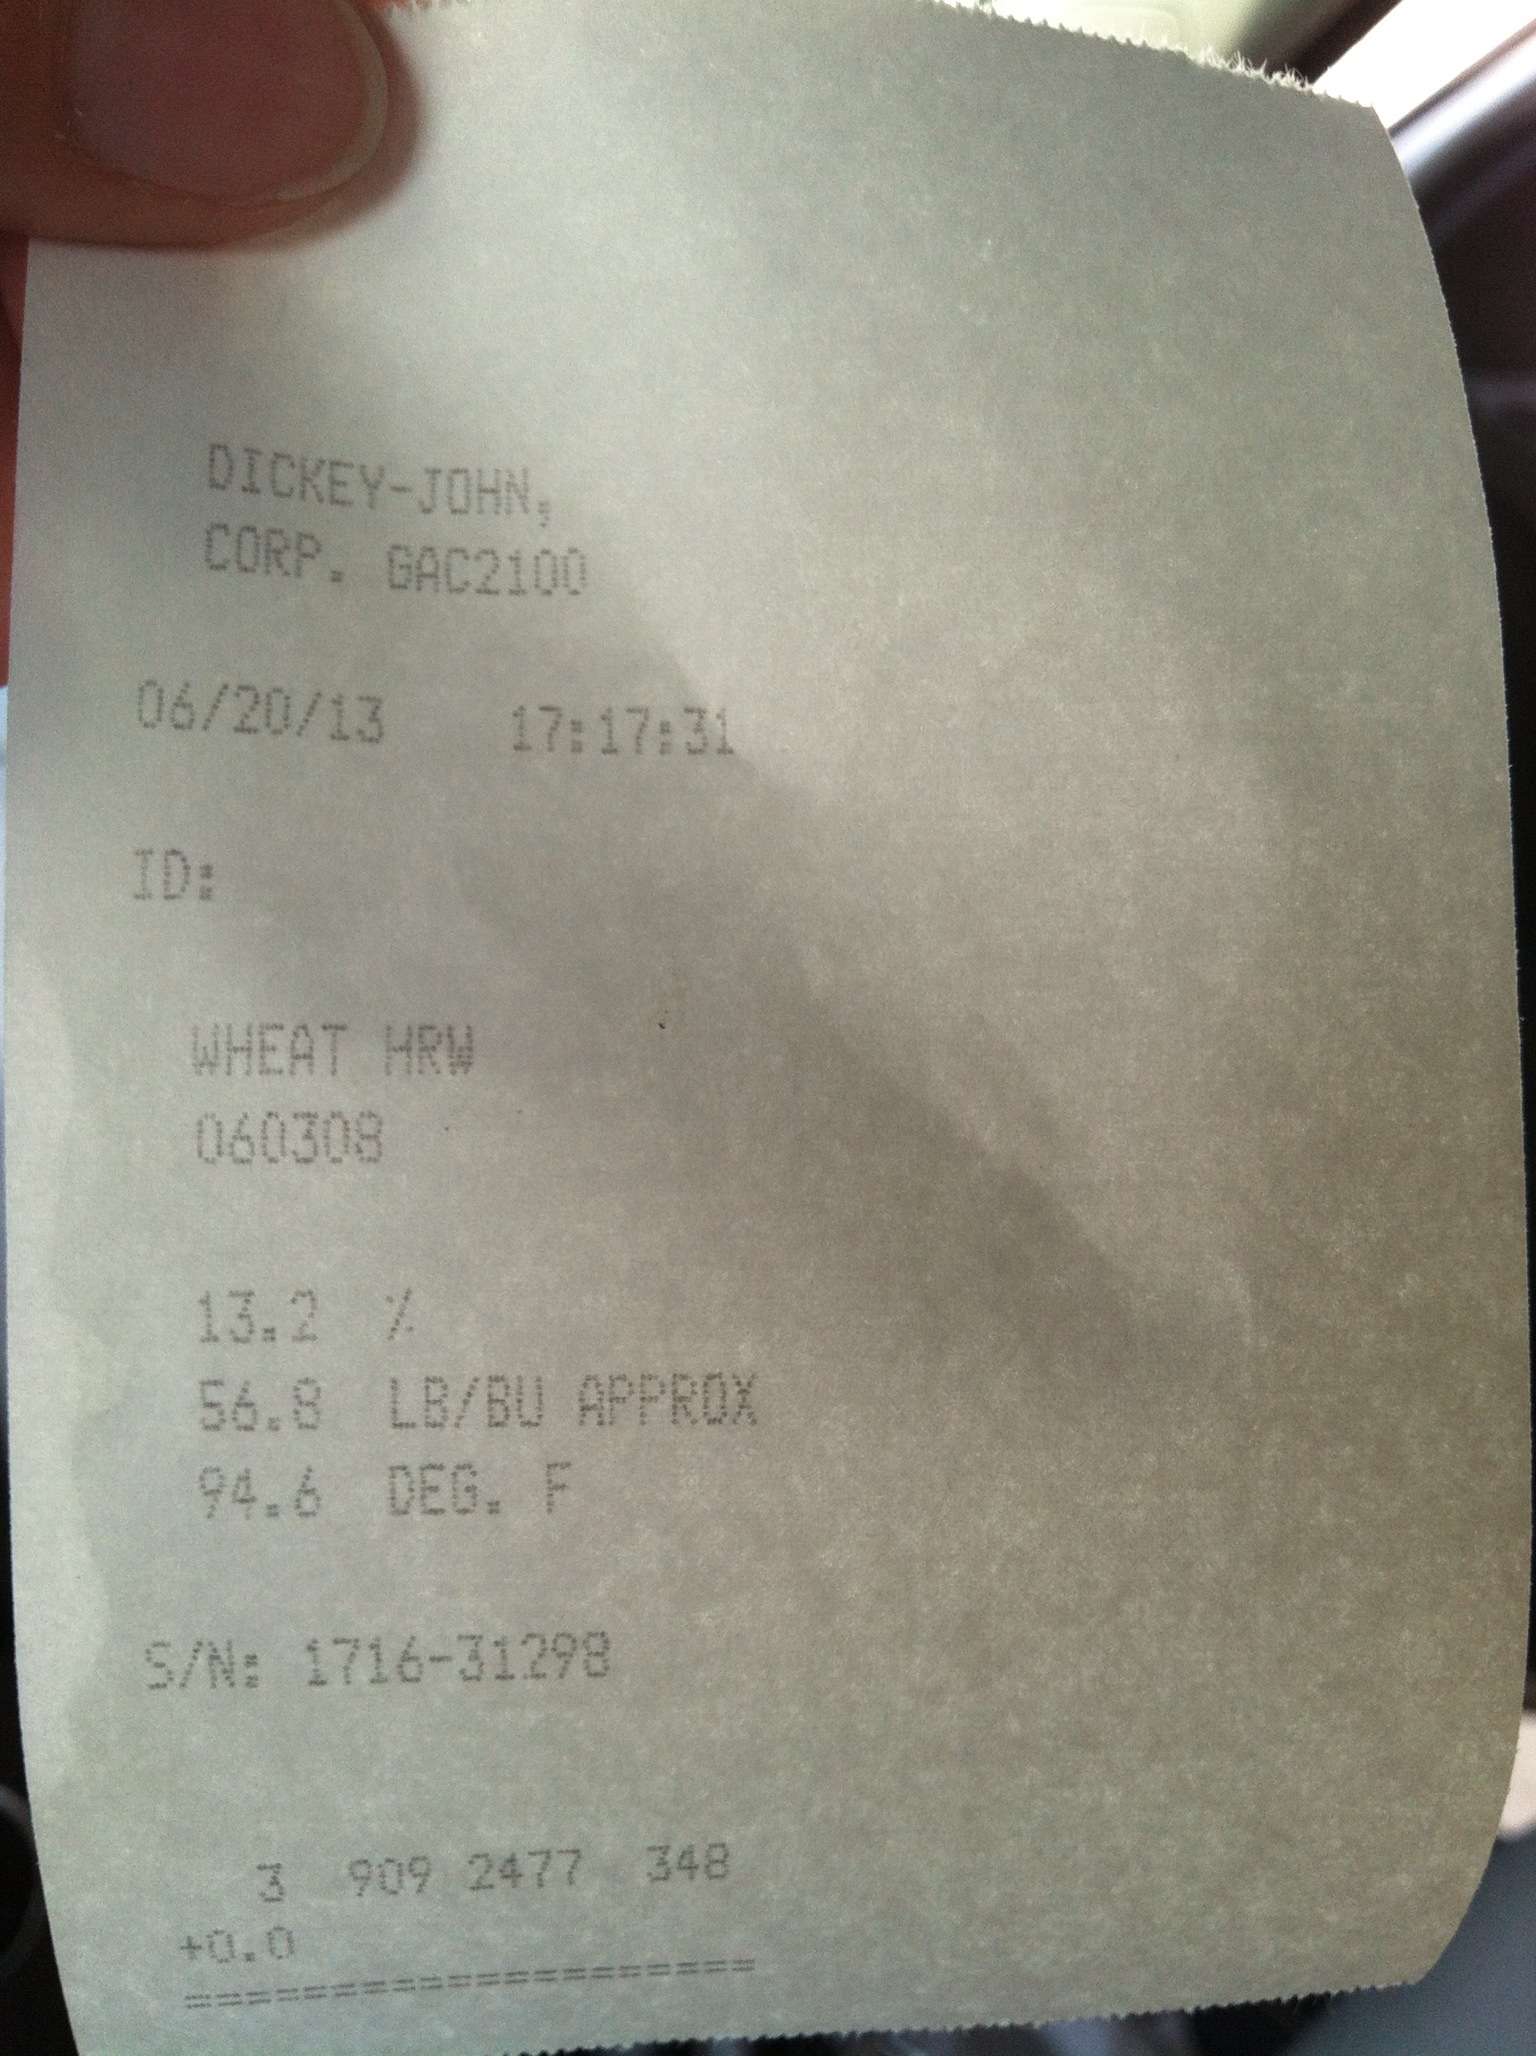 DICKEY-JOHN,
CORP. GAC2100
06/20/13 17:17:31
ID:
WHEAT HRW
060308
13.2 %
56.8 LB/BU APPROX
94.6 DEG. F
S/N: 1716-31298
3 909 2477 348
+0.0
===================